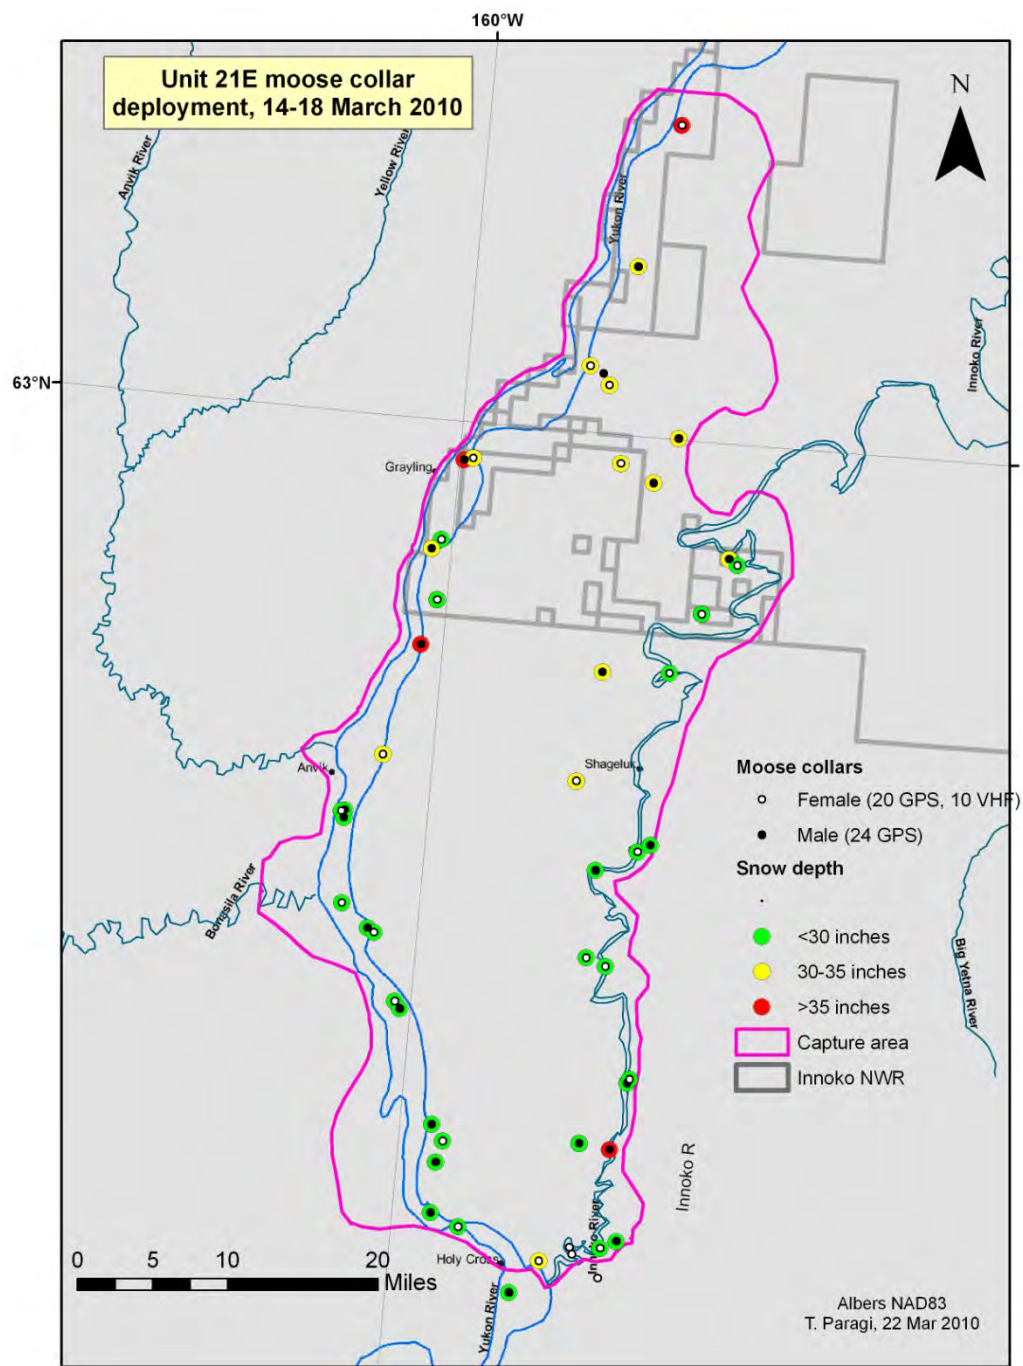 160°W
Unit 21E moose collar
deployment, 14-18 March 2010
N
Anvik River
Yellow River
Yukon River
Innoko River
63°N
Grayling
Anvik
Shageluk
Moose collars
Female (20 GPS, 10 VHF)
Male (24 GPS)
Snow depth
<30 inches
30-35 inches
>35 inches
Capture area
Innoko NWR
Bonasila River
Big Yetna River
Innoko R
Innoko River
Holy Cross
Yukon River
0 5 10 20
Miles
Albers NAD83
T. Paragi, 22 Mar 2010